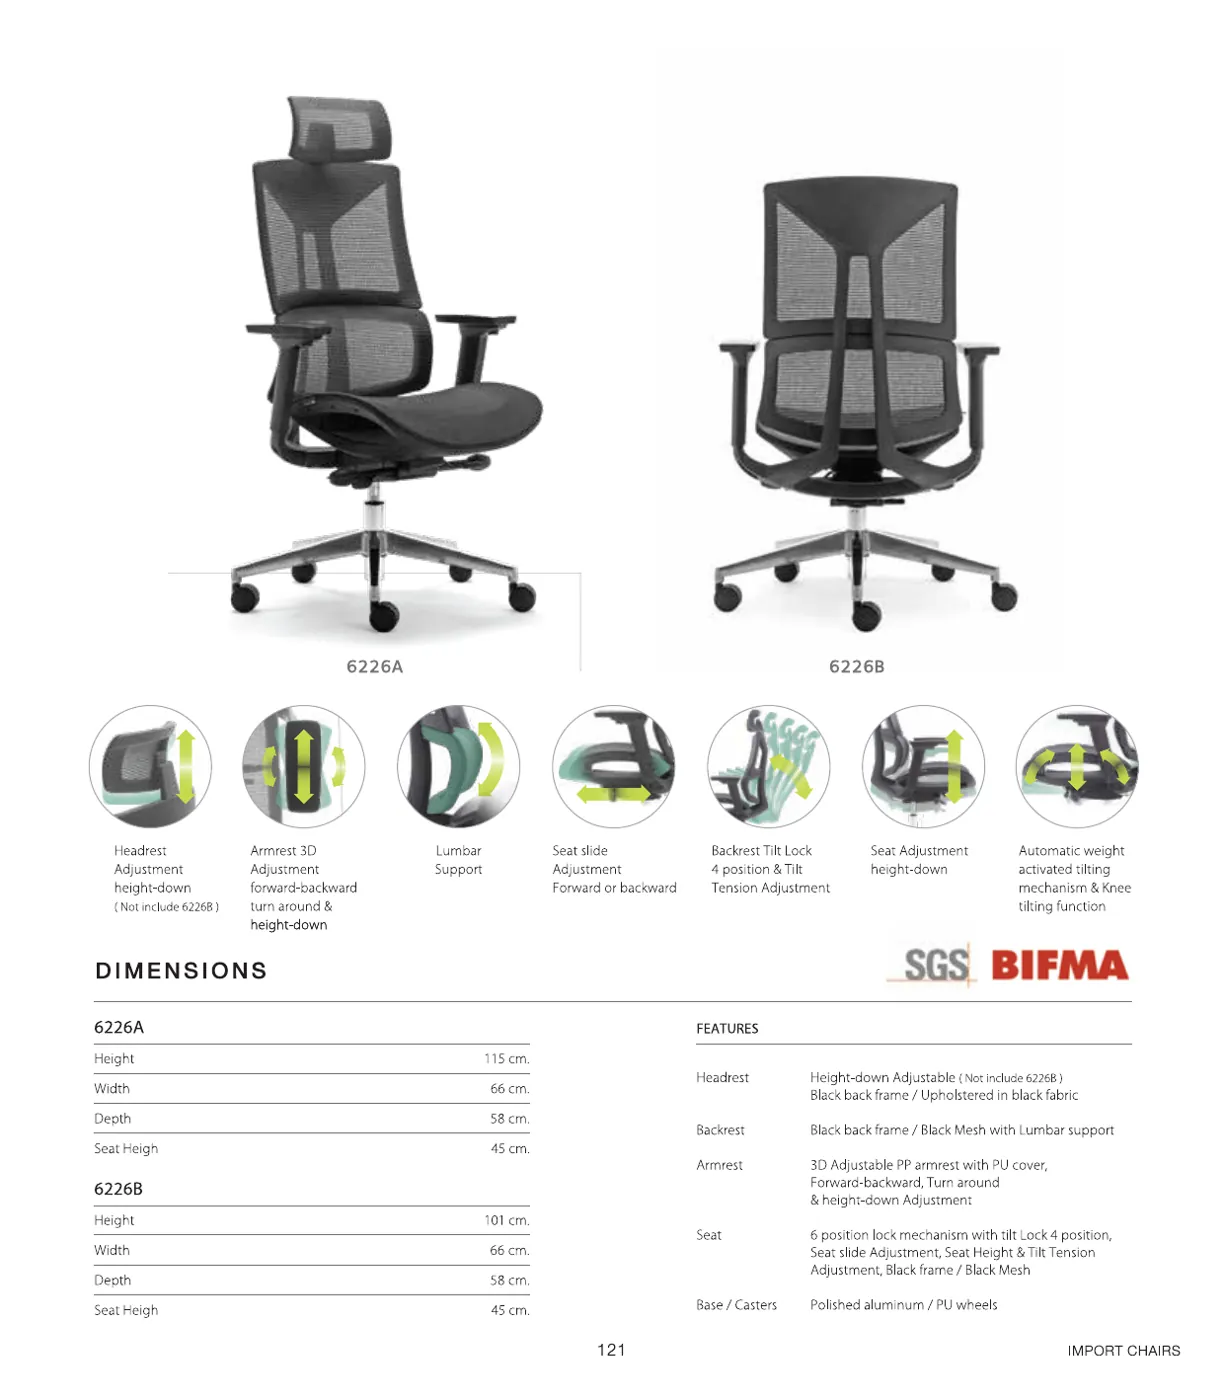 6226A
6226B
Headrest
Adjustment
height-down
( Not include 6226B )
Armrest 3D
Adjustment
forward-backward
turn around &
height-down
Lumbar
Support
Seat slide
Adjustment
Forward or backward
Backrest Tilt Lock
4 position & Tilt
Tension Adjustment
Seat Adjustment
height-down
Automatic weight
activated tilting
mechanism & Knee
tilting function
DIMENSIONS
SGS BIFMA
6226A
Height 115 cm.
Width 66 cm.
Depth 58 cm.
Seat Heigh 45 cm.
6226B
Height 101 cm.
Width 66 cm.
Depth 58 cm.
Seat Heigh 45 cm.
FEATURES
Headrest Height-down Adjustable ( Not include 6226B )
Black back frame / Upholstered in black fabric
Backrest Black back frame / Black Mesh with Lumbar support
Armrest 3D Adjustable PP armrest with PU cover,
Forward-backward, Turn around
& height-down Adjustment
Seat 6 position lock mechanism with tilt Lock 4 position,
Seat slide Adjustment, Seat Height & Tilt Tension
Adjustment, Black frame / Black Mesh
Base / Casters Polished aluminum / PU wheels
121
IMPORT CHAIRS